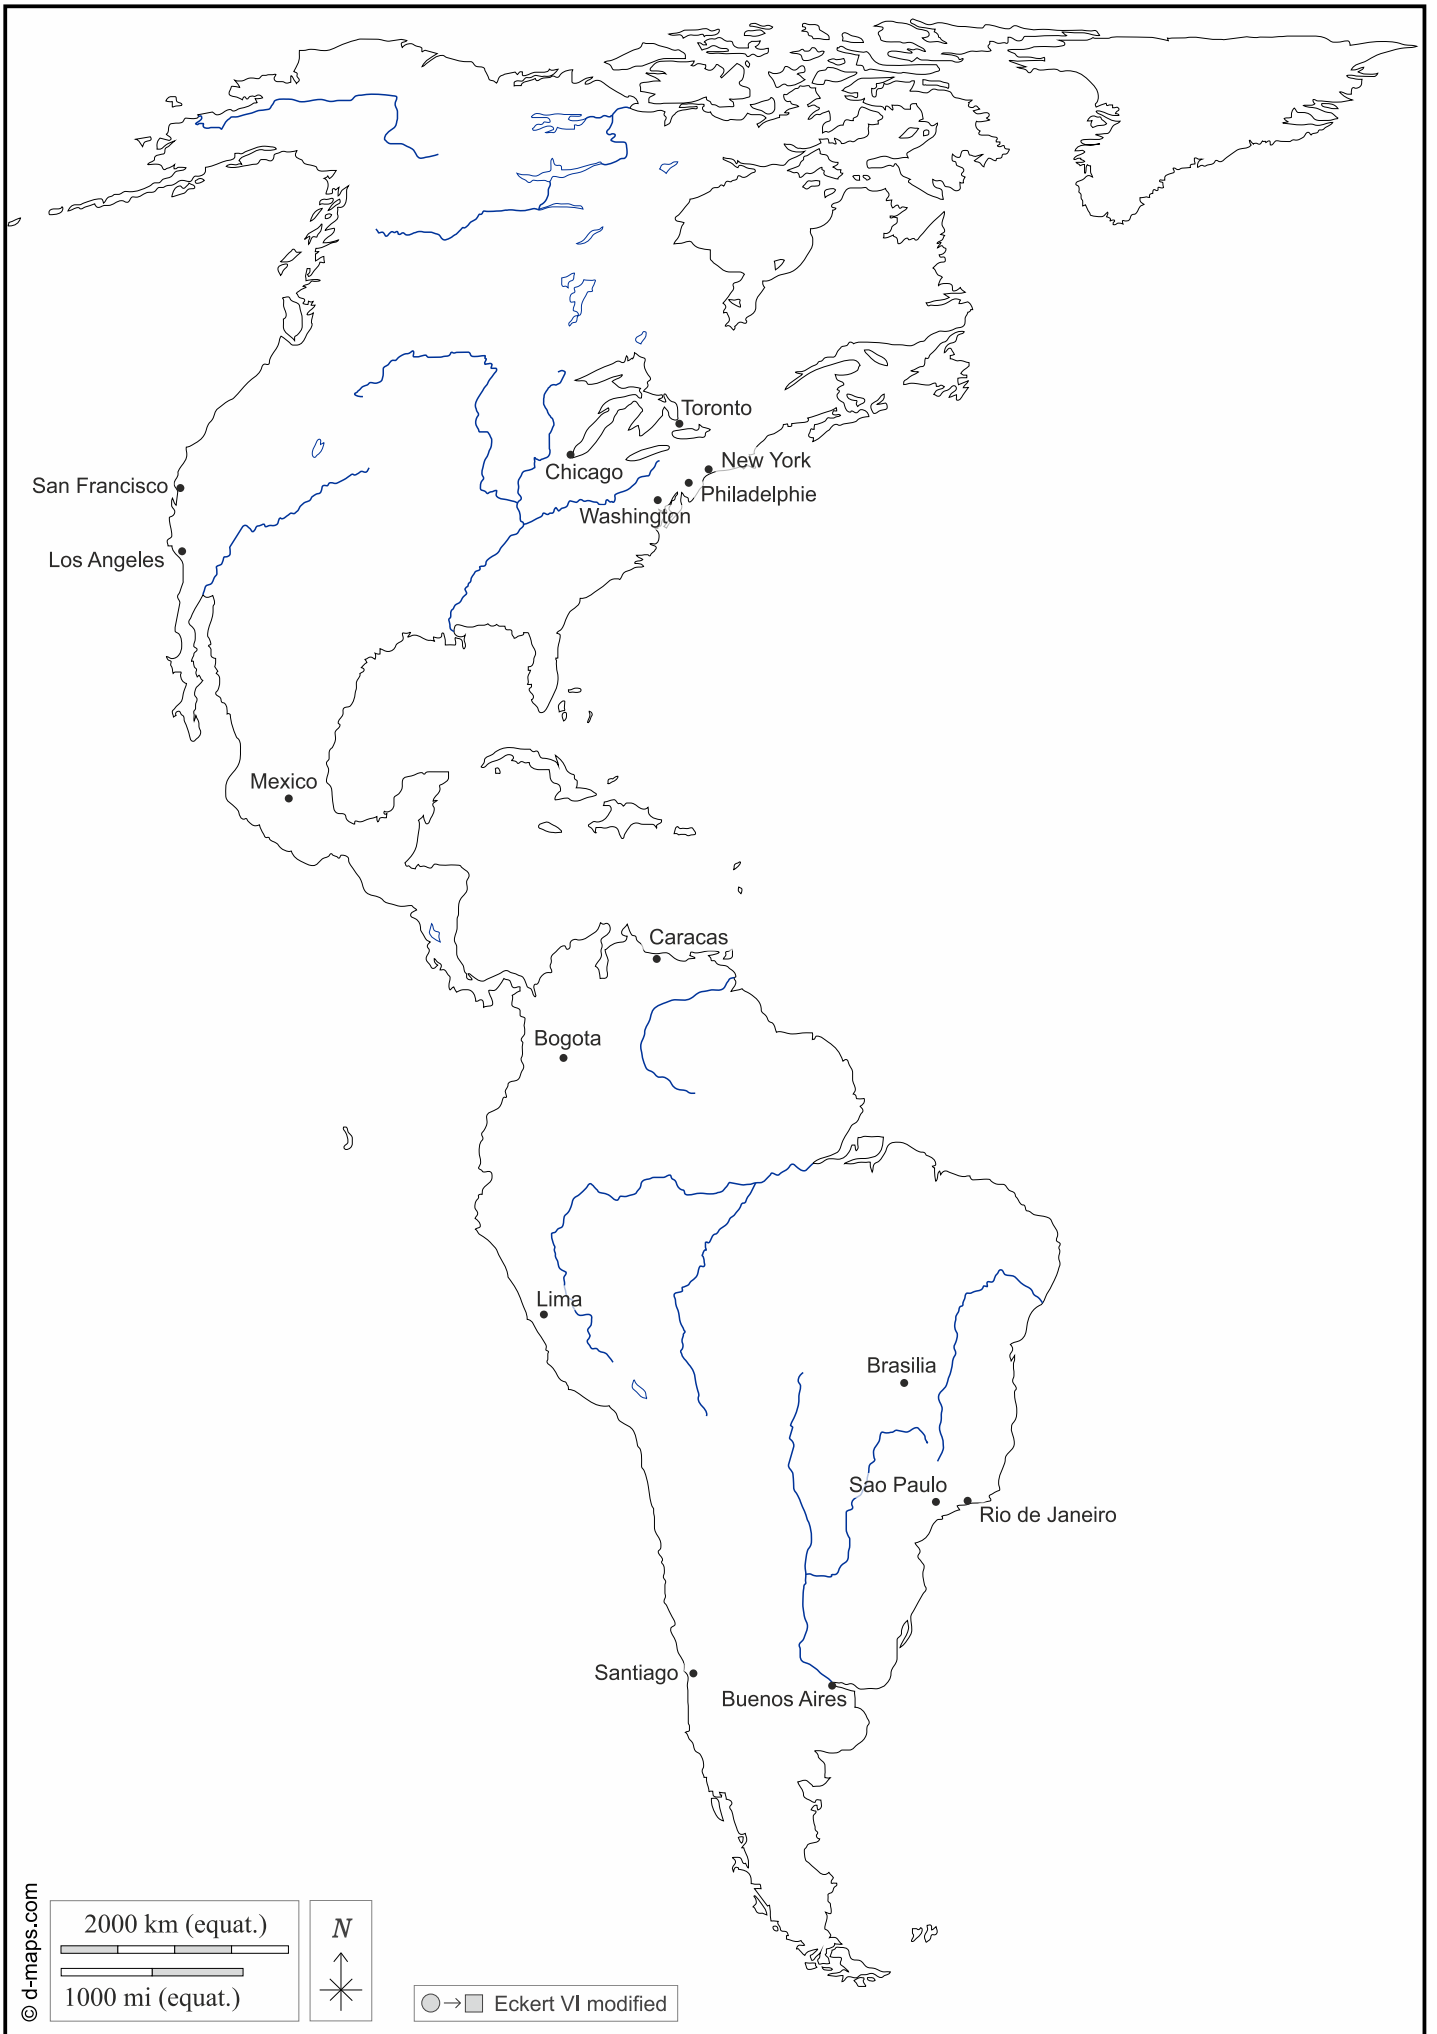 Toronto
New York
Chicago
San Francisco
Philadelphie
Washington
Los Angeles
Mexico
Caracas
Bogota
Lima
Brasilia
Sao Paulo
Rio de Janeiro
Santiago
Buenos Aires
© d-maps.com
2000 km (equat.)
1000 mi (equat.)
N
Eckert VI modified